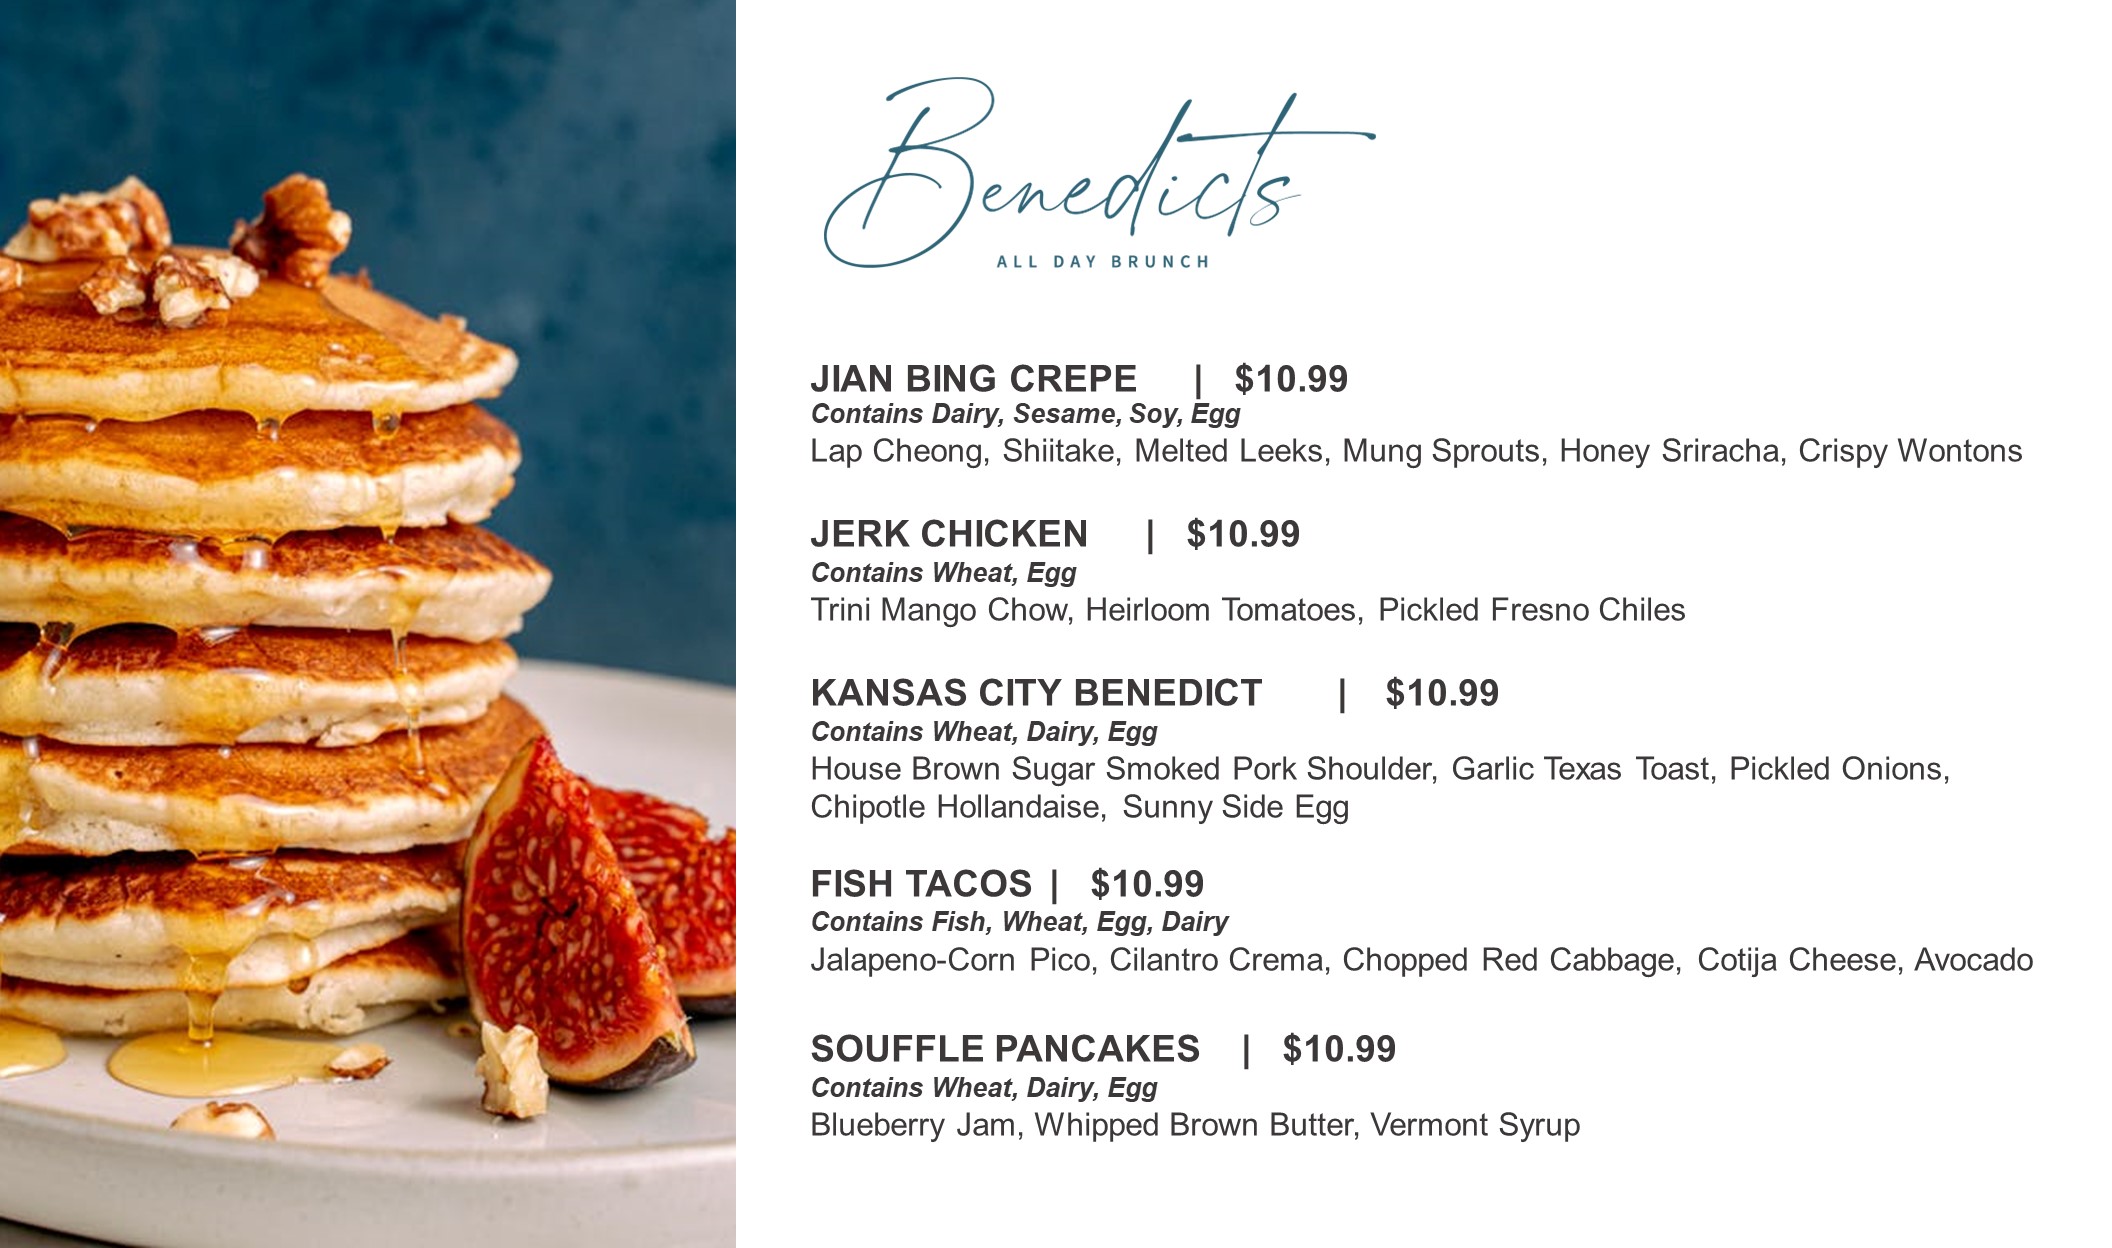 Benedicts
ALL DAY BRUNCH
JIAN BING CREPE | $10.99
Contains Dairy, Sesame, Soy, Egg
Lap Cheong, Shiitake, Melted Leeks, Mung Sprouts, Honey Sriracha, Crispy Wontons
JERK CHICKEN | $10.99
Contains Wheat, Egg
Trini Mango Chow, Heirloom Tomatoes, Pickled Fresno Chiles
KANSAS CITY BENEDICT | $10.99
Contains Wheat, Dairy, Egg
House Brown Sugar Smoked Pork Shoulder, Garlic Texas Toast, Pickled Onions,
Chipotle Hollandaise, Sunny Side Egg
FISH TACOS | $10.99
Contains Fish, Wheat, Egg, Dairy
Jalapeno-Corn Pico, Cilantro Crema, Chopped Red Cabbage, Cotija Cheese, Avocado
SOUFFLE PANCAKES | $10.99
Contains Wheat, Dairy, Egg
Blueberry Jam, Whipped Brown Butter, Vermont Syrup